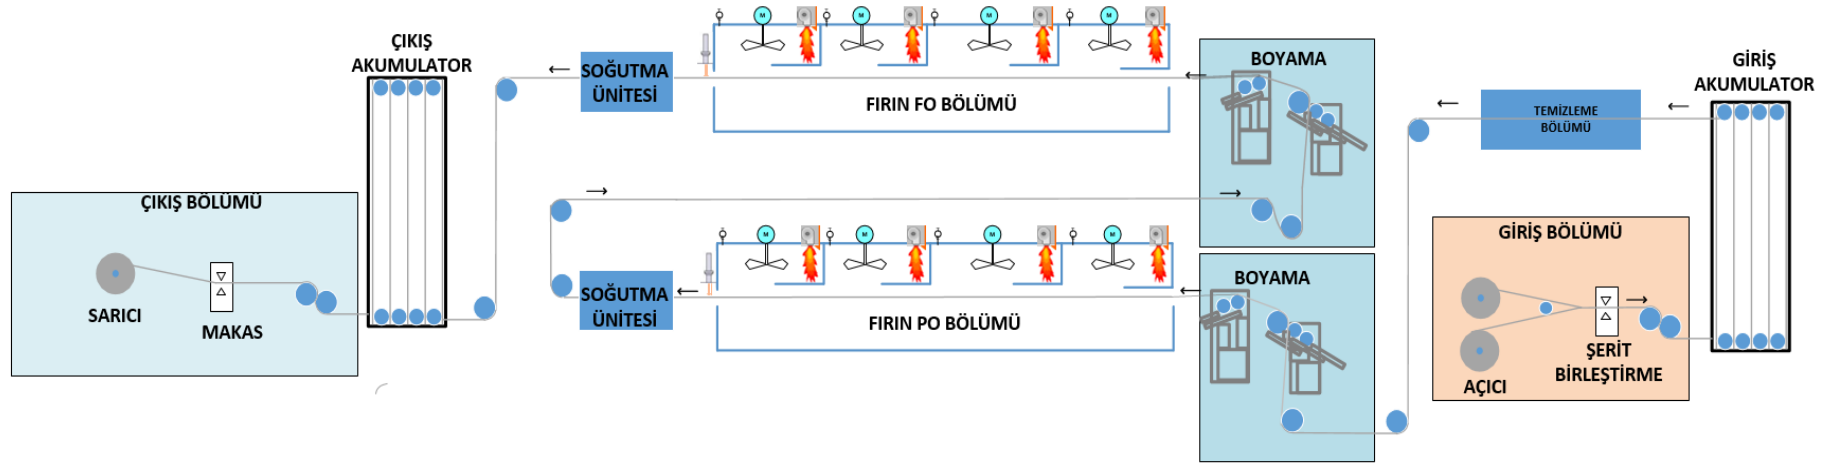 ÇIKIŞ
AKUMULATOR
SOĞUTMA
ÜNİTESİ
M
M
M
M
FIRIN FO BÖLÜMÜ
BOYAMA
TEMİZLEME
BÖLÜMÜ
GİRİŞ
AKUMULATOR
ÇIKIŞ BÖLÜMÜ
SARICI
MAKAS
SOĞUTMA
ÜNİTESİ
M
M
M
M
FIRIN PO BÖLÜMÜ
BOYAMA
GİRİŞ BÖLÜMÜ
AÇICI
ŞERİT
BİRLEŞTİRME